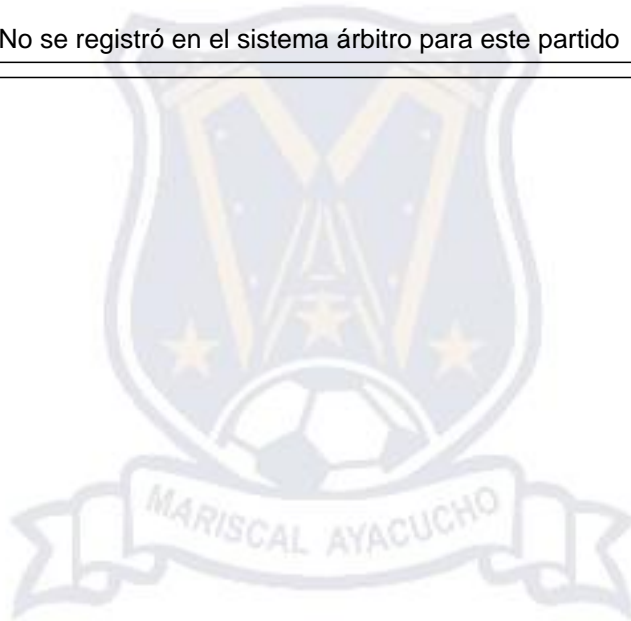 No se registró en el sistema árbitro para este partido
MARISCAL AYACUCHO